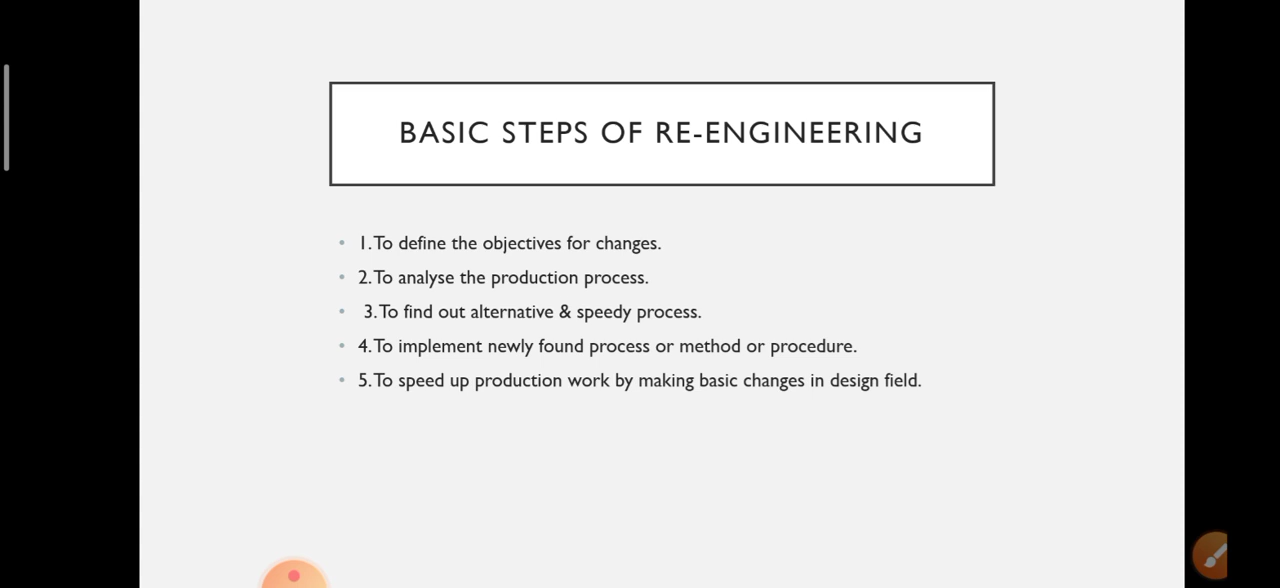 BASIC STEPS OF RE-ENGINEERING
• 1.To define the objectives for changes.
• 2.To analyse the production process.
• 3.To find out alternative & speedy process.
• 4.To implement newly found process or method or procedure.
• 5.To speed up production work by making basic changes in design field.